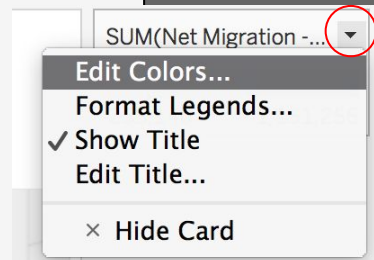 SUM(Net Migration -...
Edit Colors...
Format Legends...
✓ Show Title
Edit Title...
× Hide Card